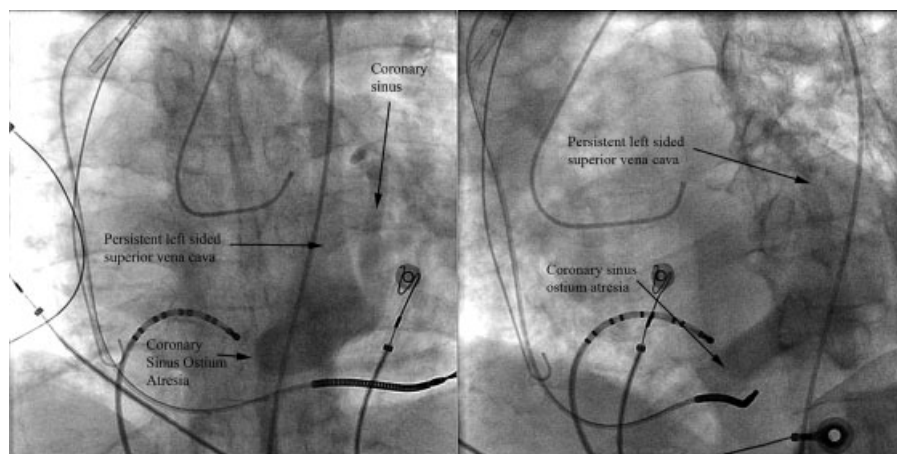 Coronary
sinus
Persistent left sided
superior vena cava
Coronary
Sinus Ostium
Atresia
Persistent left sided
superior vena cava
Coronary sinus
ostium atresia